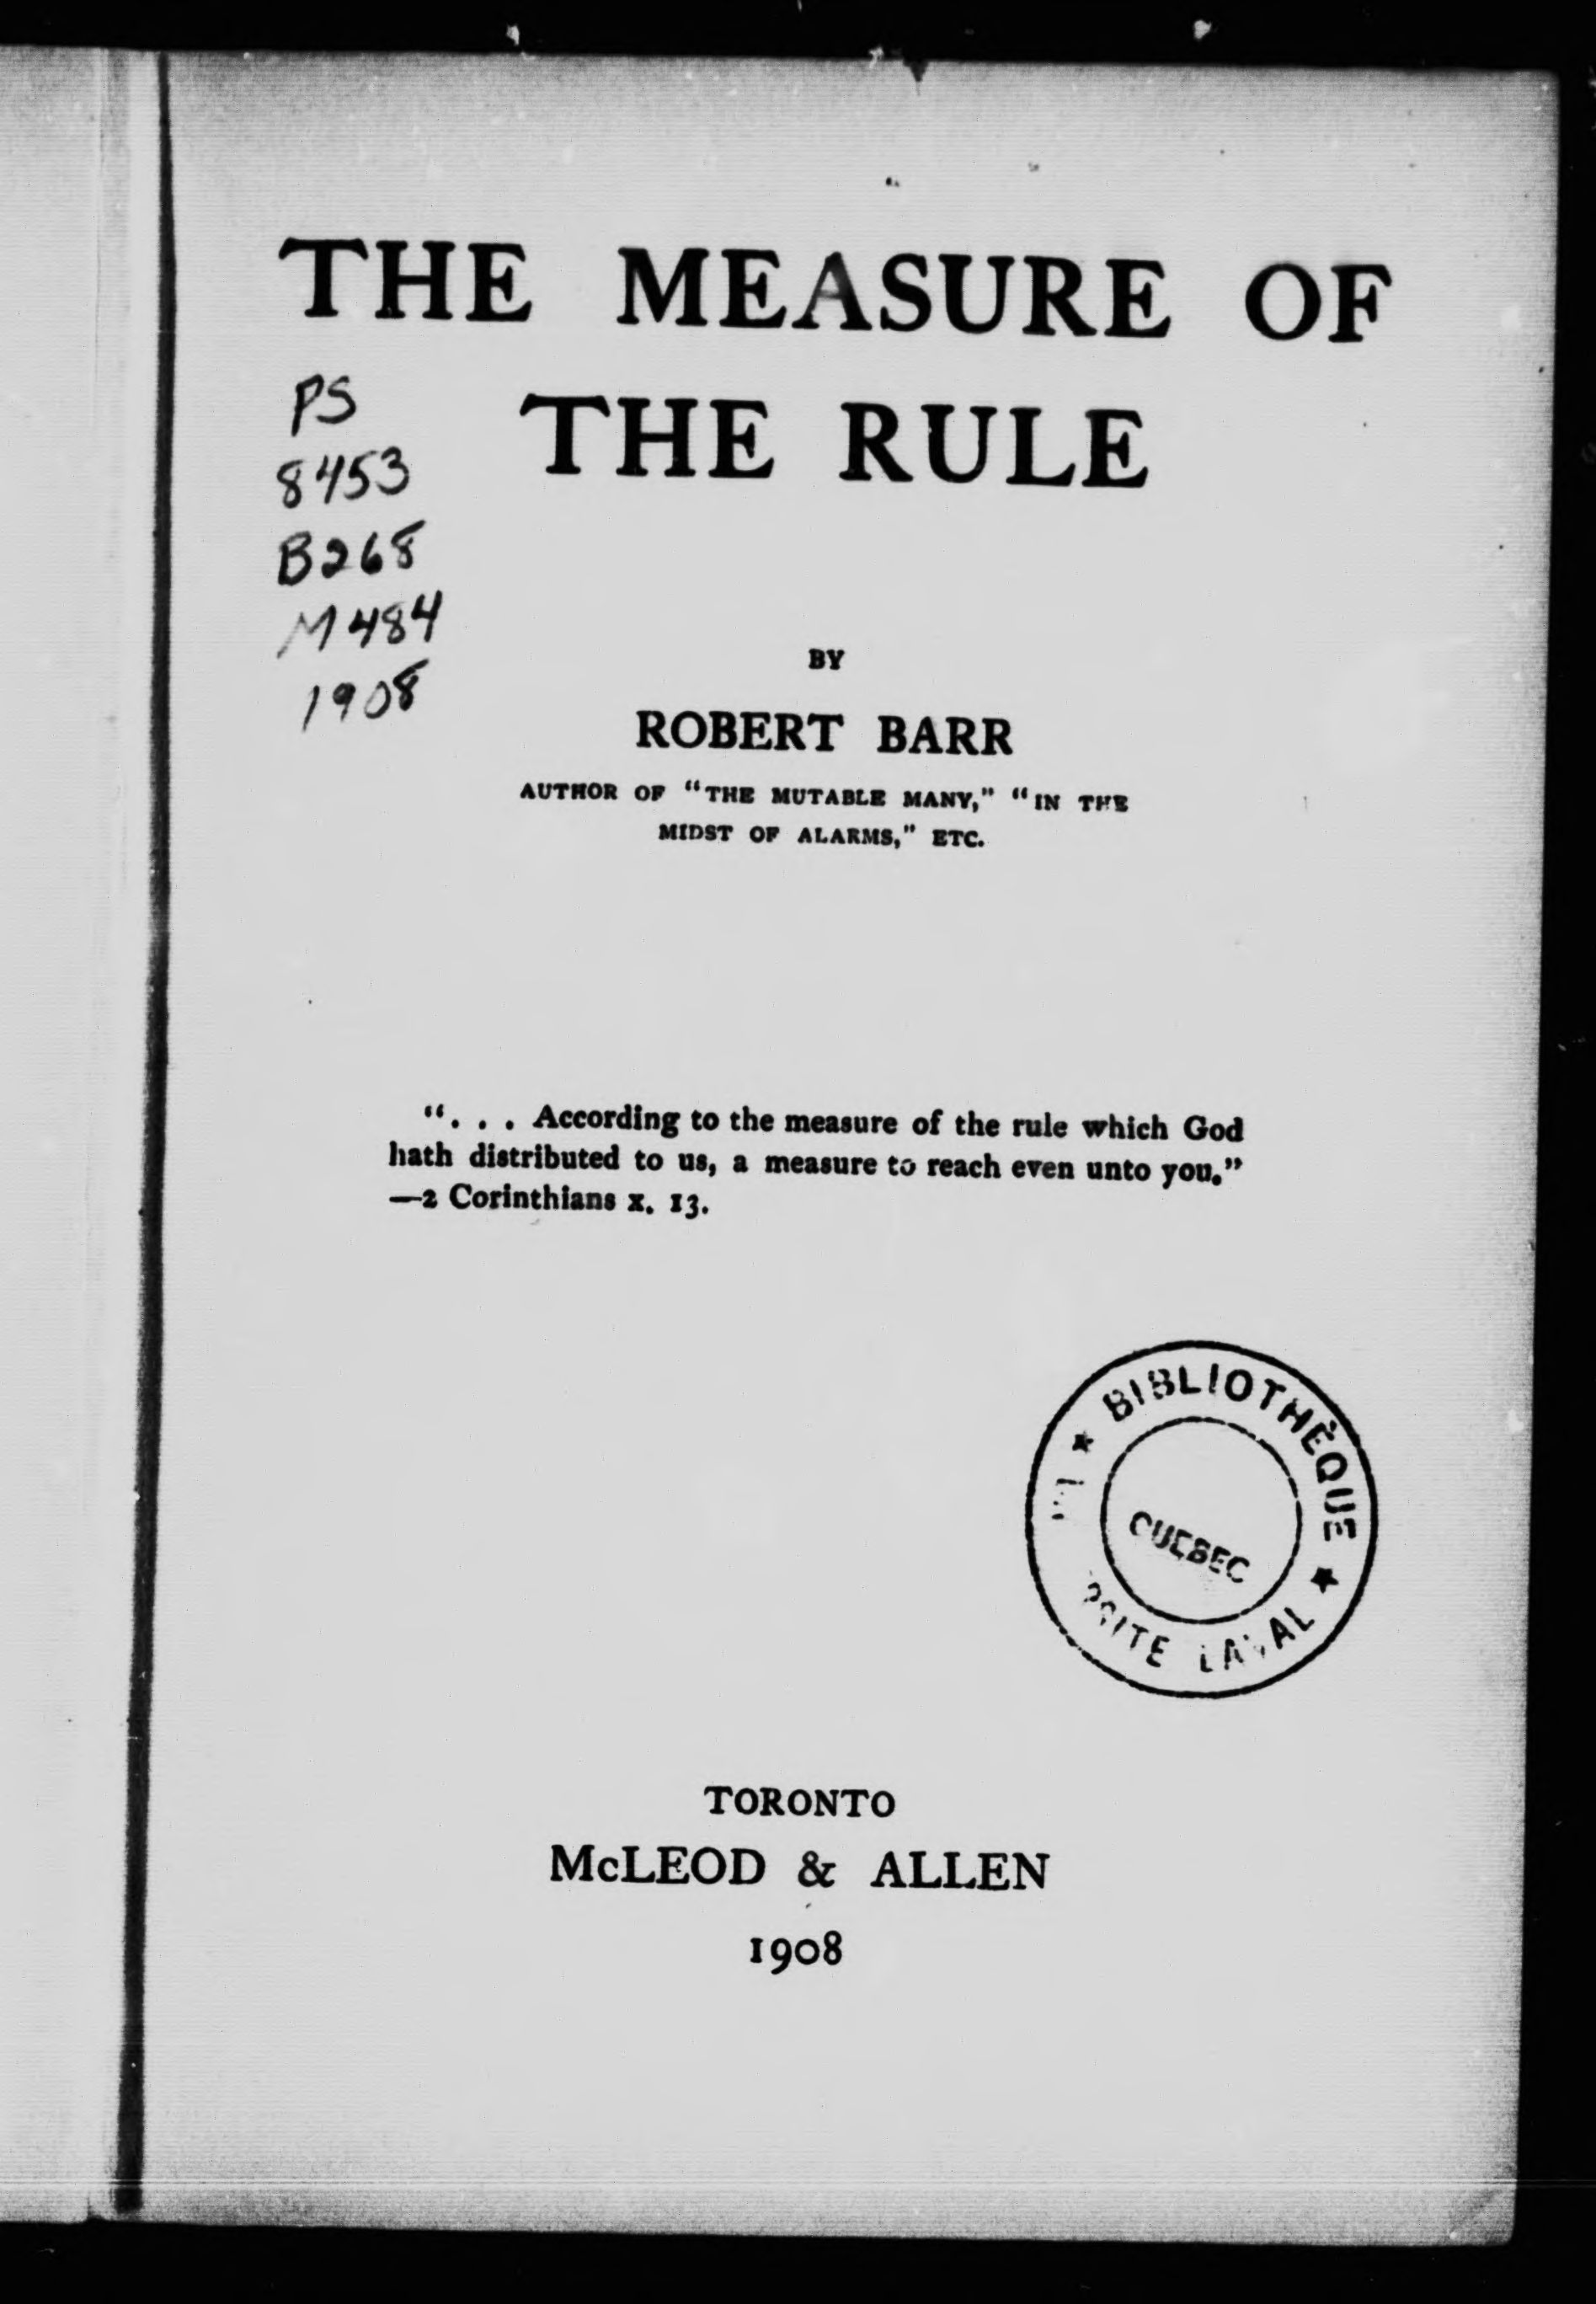 THE MEASURE OF
THE RULE
PS
8453
B268
M484
1908
BY
ROBERT BARR
AUTHOR OF "THE MUTABLE MANY," "IN THE
MIDST OF ALARMS," ETC.
". . . According to the measure of the rule which God
hath distributed to us, a measure to reach even unto you."
—2 Corinthians x. 13.
★ BIBLIOTHÈQUE ★
QUEBEC
LAVAL
TORONTO
McLEOD & ALLEN
1908